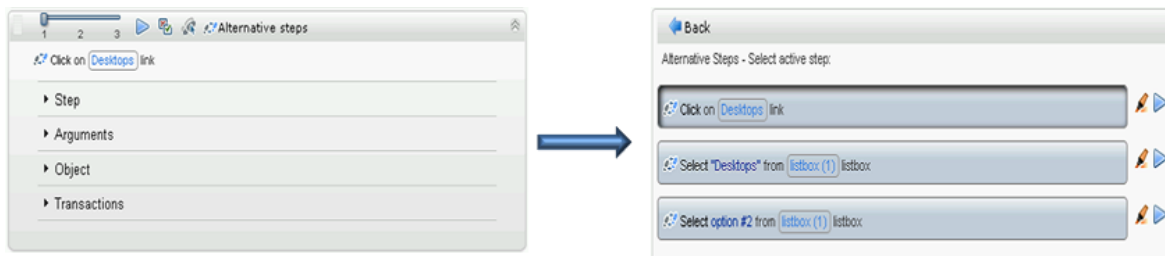 1 2 3 Alternative steps
Click on Desktops link
Step
Arguments
Object
Transactions
Back
Alternative Steps - Select active step:
Click on Desktops link
Select "Desktops" from listbox (1) listbox
Select option #2 from listbox (1) listbox